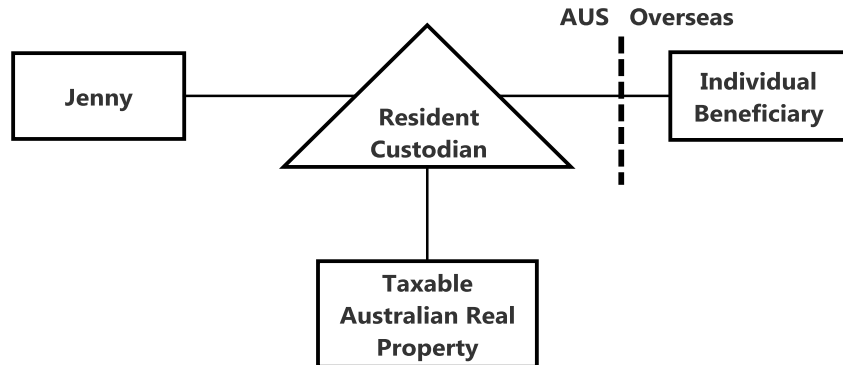 AUS Overseas
Jenny
Resident
Custodian
Individual
Beneficiary
Taxable
Australian Real
Property